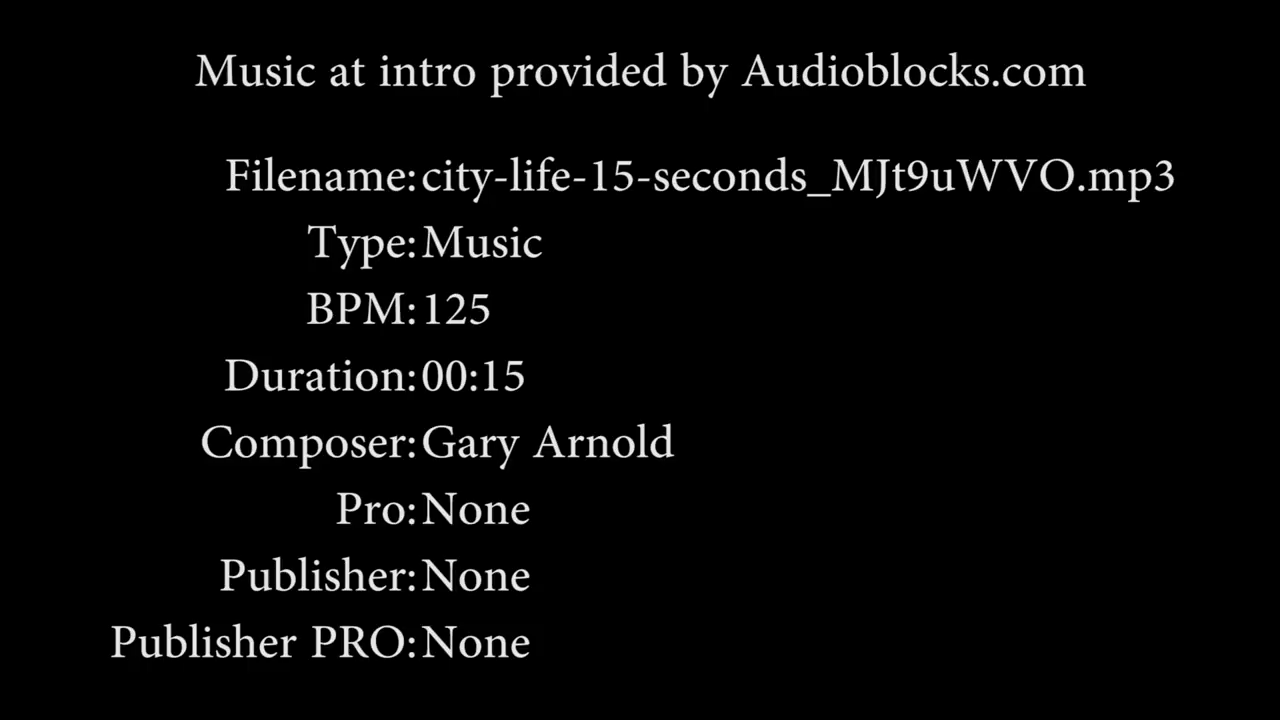 Music at intro provided by Audioblocks.com
Filename: city-life-15-seconds_MJt9uWVO.mp3
Type: Music
BPM: 125
Duration: 00:15
Composer: Gary Arnold
Pro: None
Publisher: None
Publisher PRO: None